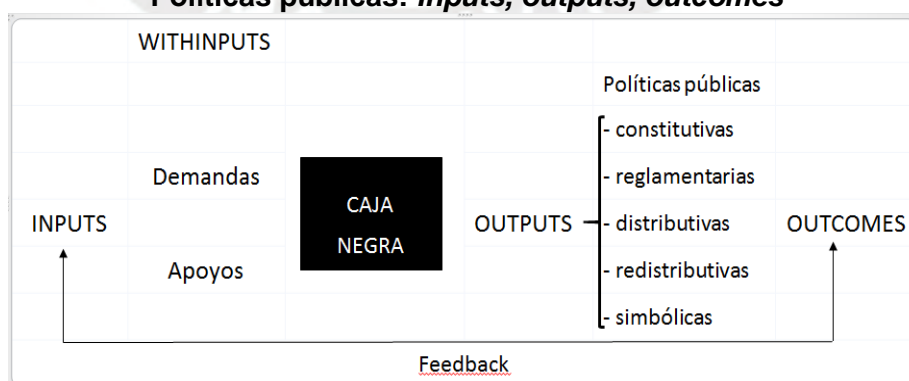 Políticas públicas: inputs, outputs, outcomes
WITHINPUTS
Políticas públicas
- constitutivas
Demandas
- reglamentarias
CAJA
NEGRA
INPUTS
OUTPUTS
- distributivas
OUTCOMES
Apoyos
- redistributivas
- simbólicas
Feedback